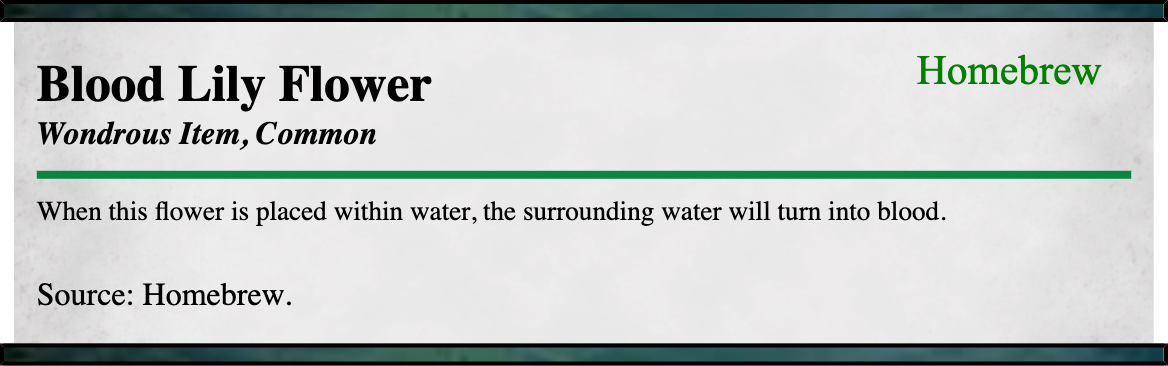 Blood Lily Flower
Homebrew
Wondrous Item, Common
When this flower is placed within water, the surrounding water will turn into blood.
Source: Homebrew.